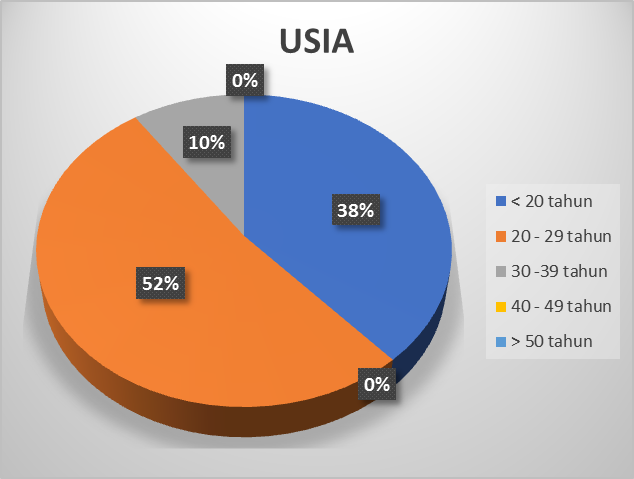 USIA
0%
10%
38%
52%
0%
< 20 tahun
20 - 29 tahun
30 -39 tahun
40 - 49 tahun
> 50 tahun